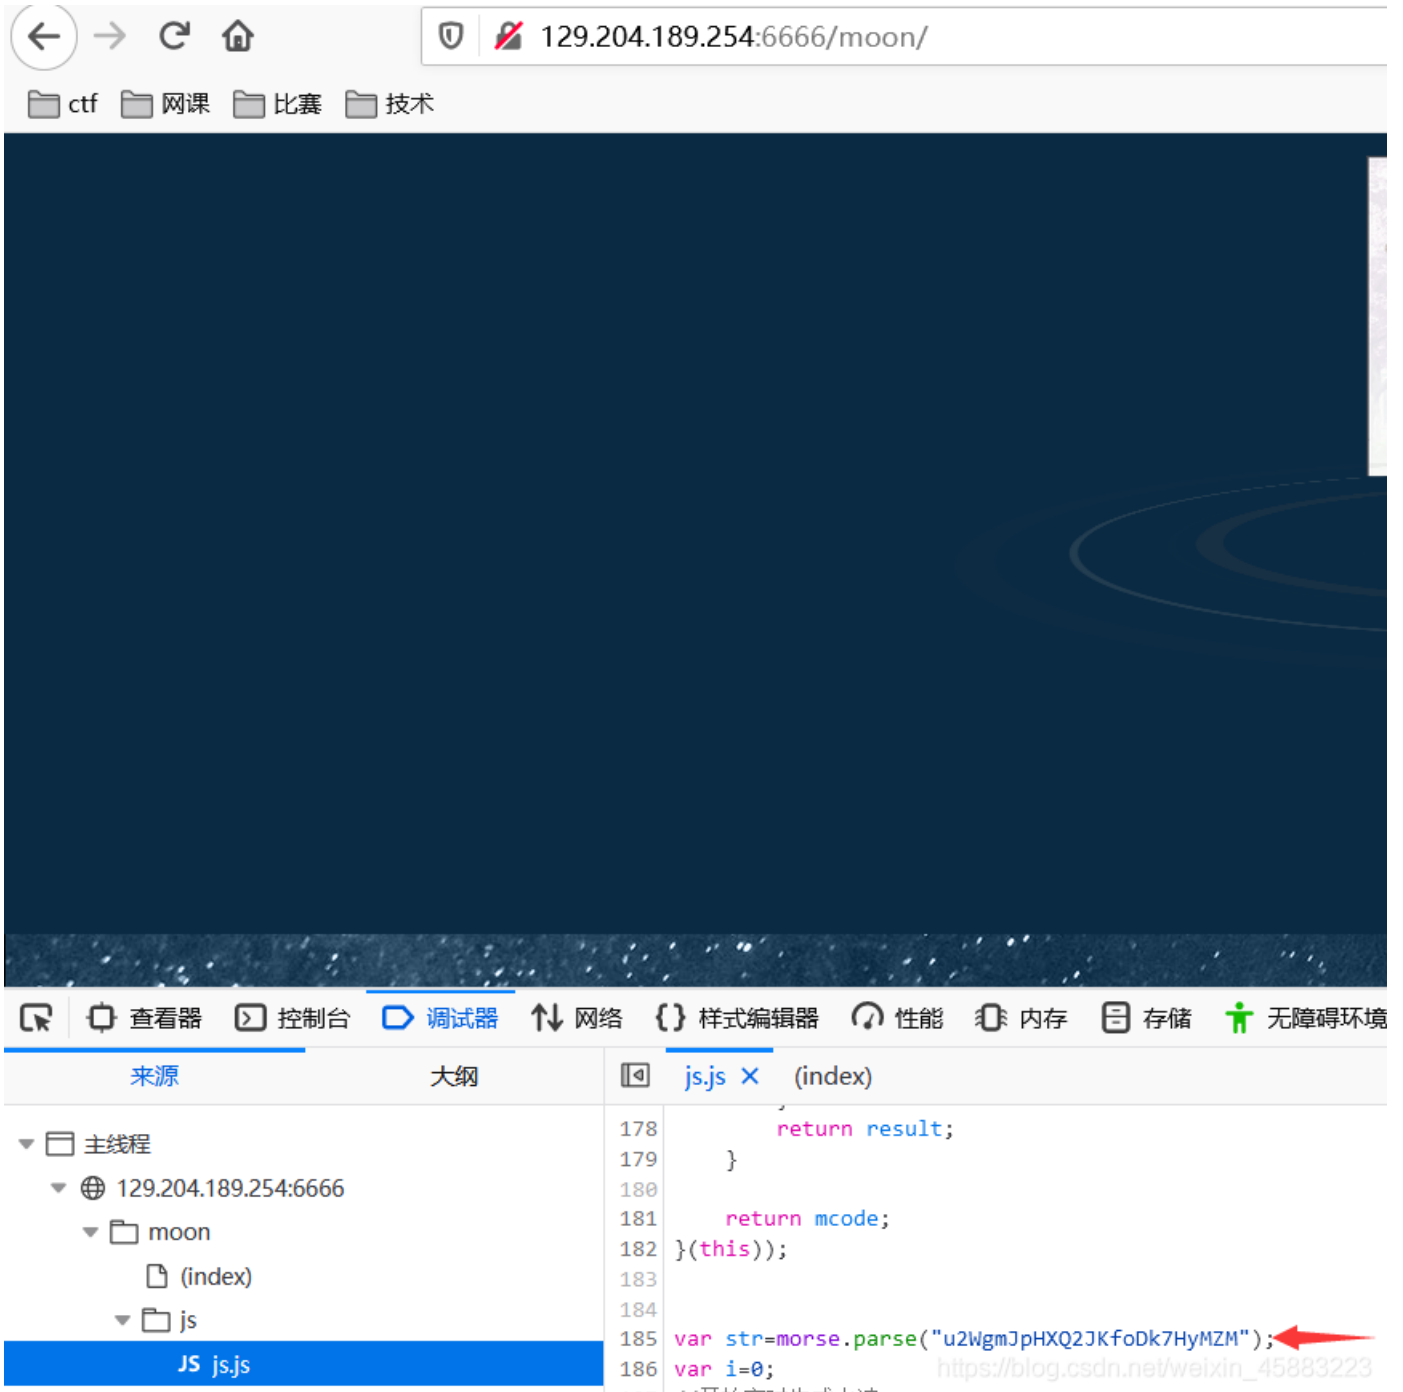 129.204.189.254:6666/moon/
ctf 网课 比赛 技术
查看器 控制台 调试器 网络 {} 样式编辑器 性能 内存 存储 无障碍环境
来源 大纲 js.js × (index)
主线程
129.204.189.254:6666
moon
(index)
js
JS js.js
178 return result;
179 }
180
181 return mcode;
182 }(this));
183
184
185 var str=morse.parse("u2WgmJpHXQ2JKfoDk7HyMZM");
186 var i=0;
https://blog.csdn.net/weixin_45883223